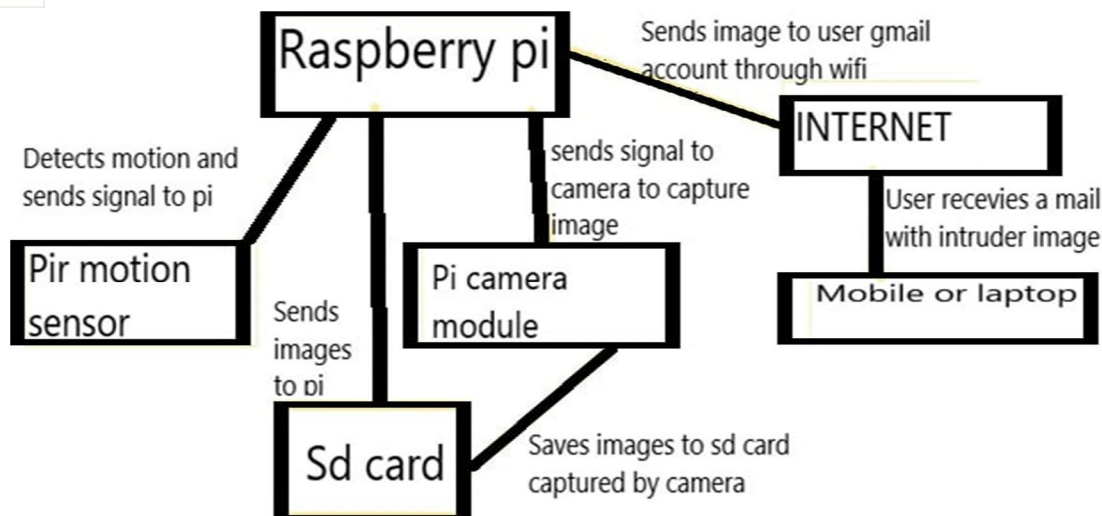 Raspberry pi
Sends image to user gmail
account through wifi
INTERNET
Detects motion and
sends signal to pi
sends signal to
camera to capture
image
User recevies a mail
with intruder image
Pir motion
sensor
Pi camera
module
Mobile or laptop
Sends
images
to pi
Sd card
Saves images to sd card
captured by camera